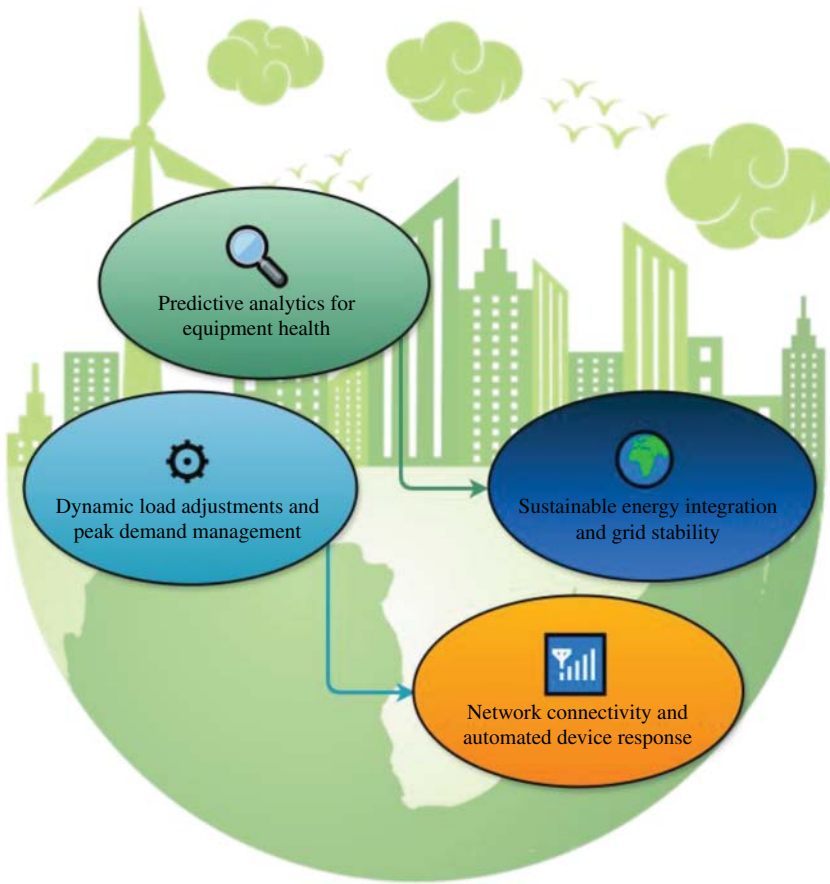 Predictive analytics for
equipment health
Dynamic load adjustments and
peak demand management
Sustainable energy integration
and grid stability
Network connectivity and
automated device response